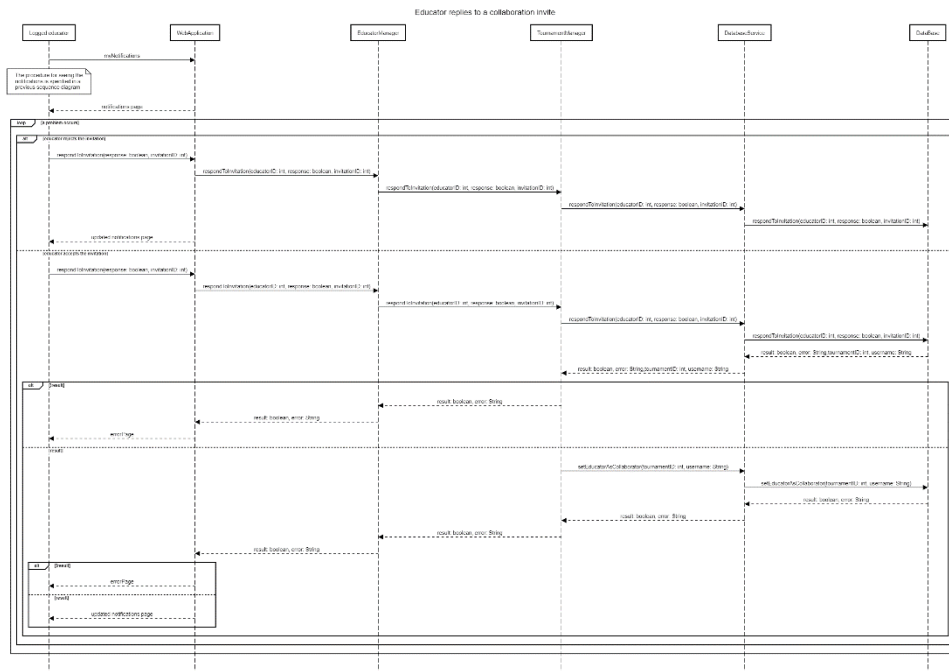 Educator replies to a collaboration invite
Logged educator
WebApplication
EducatorManager
TournamentManager
DatabaseService
DataBase
myNotifications
The procedure for seeing the
notifications is specified in a
previous sequence diagram
notifications page
loop
[a problem occurs]
alt
[educator rejects the invitation]
respondToInvitation(response: boolean, invitationID: int)
respondToInvitation(educatorID: int, response: boolean, invitationID: int)
respondToInvitation(educatorID: int, response: boolean, invitationID: int)
respondToInvitation(educatorID: int, response: boolean, invitationID: int)
respondToInvitation(educatorID: int, response: boolean, invitationID: int)
updated notifications page
[educator accepts the invitation]
respondToInvitation(response: boolean, invitationID: int)
respondToInvitation(educatorID: int, response: boolean, invitationID: int)
respondToInvitation(educatorID: int, response: boolean, invitationID: int)
respondToInvitation(educatorID: int, response: boolean, invitationID: int)
respondToInvitation(educatorID: int, response: boolean, invitationID: int)
result: boolean, error: String,tournamentID: int, username: String
result: boolean, error: String,tournamentID: int, username: String
alt
[!result]
result: boolean, error: String
result: boolean, error: String
errorPage
[result]
setEducatorAsCollaborator(tournamentID: int, username: String)
setEducatorAsCollaborator(tournamentID: int, username: String)
result: boolean, error: String
result: boolean, error: String
result: boolean, error: String
result: boolean, error: String
alt
[!result]
errorPage
[result]
updated notifications page